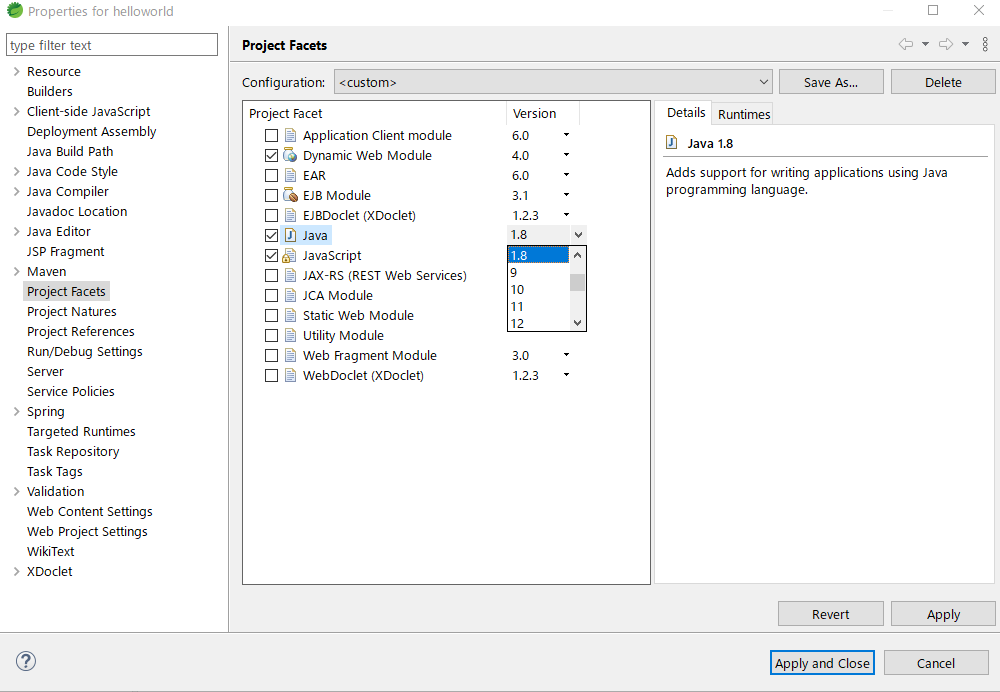 Properties for helloworld
type filter text
Resource
Builders
Client-side JavaScript
Deployment Assembly
Java Build Path
Java Code Style
Java Compiler
Javadoc Location
Java Editor
JSP Fragment
Maven
Project Facets
Project Natures
Project References
Run/Debug Settings
Server
Service Policies
Spring
Targeted Runtimes
Task Repository
Task Tags
Validation
Web Content Settings
Web Project Settings
WikiText
XDoclet
Project Facets
Configuration: <custom> Save As... Delete
Project Facet Version
Application Client module 6.0
Dynamic Web Module 4.0
EAR 6.0
EJB Module 3.1
EJBDoclet (XDoclet) 1.2.3
Java 1.8
JavaScript
JAX-RS (REST Web Services)
JCA Module
Static Web Module
Utility Module
Web Fragment Module 3.0
WebDoclet (XDoclet) 1.2.3
1.8
9
10
11
12
Details Runtimes
Java 1.8
Adds support for writing applications using Java
programming language.
Revert Apply
? Apply and Close Cancel